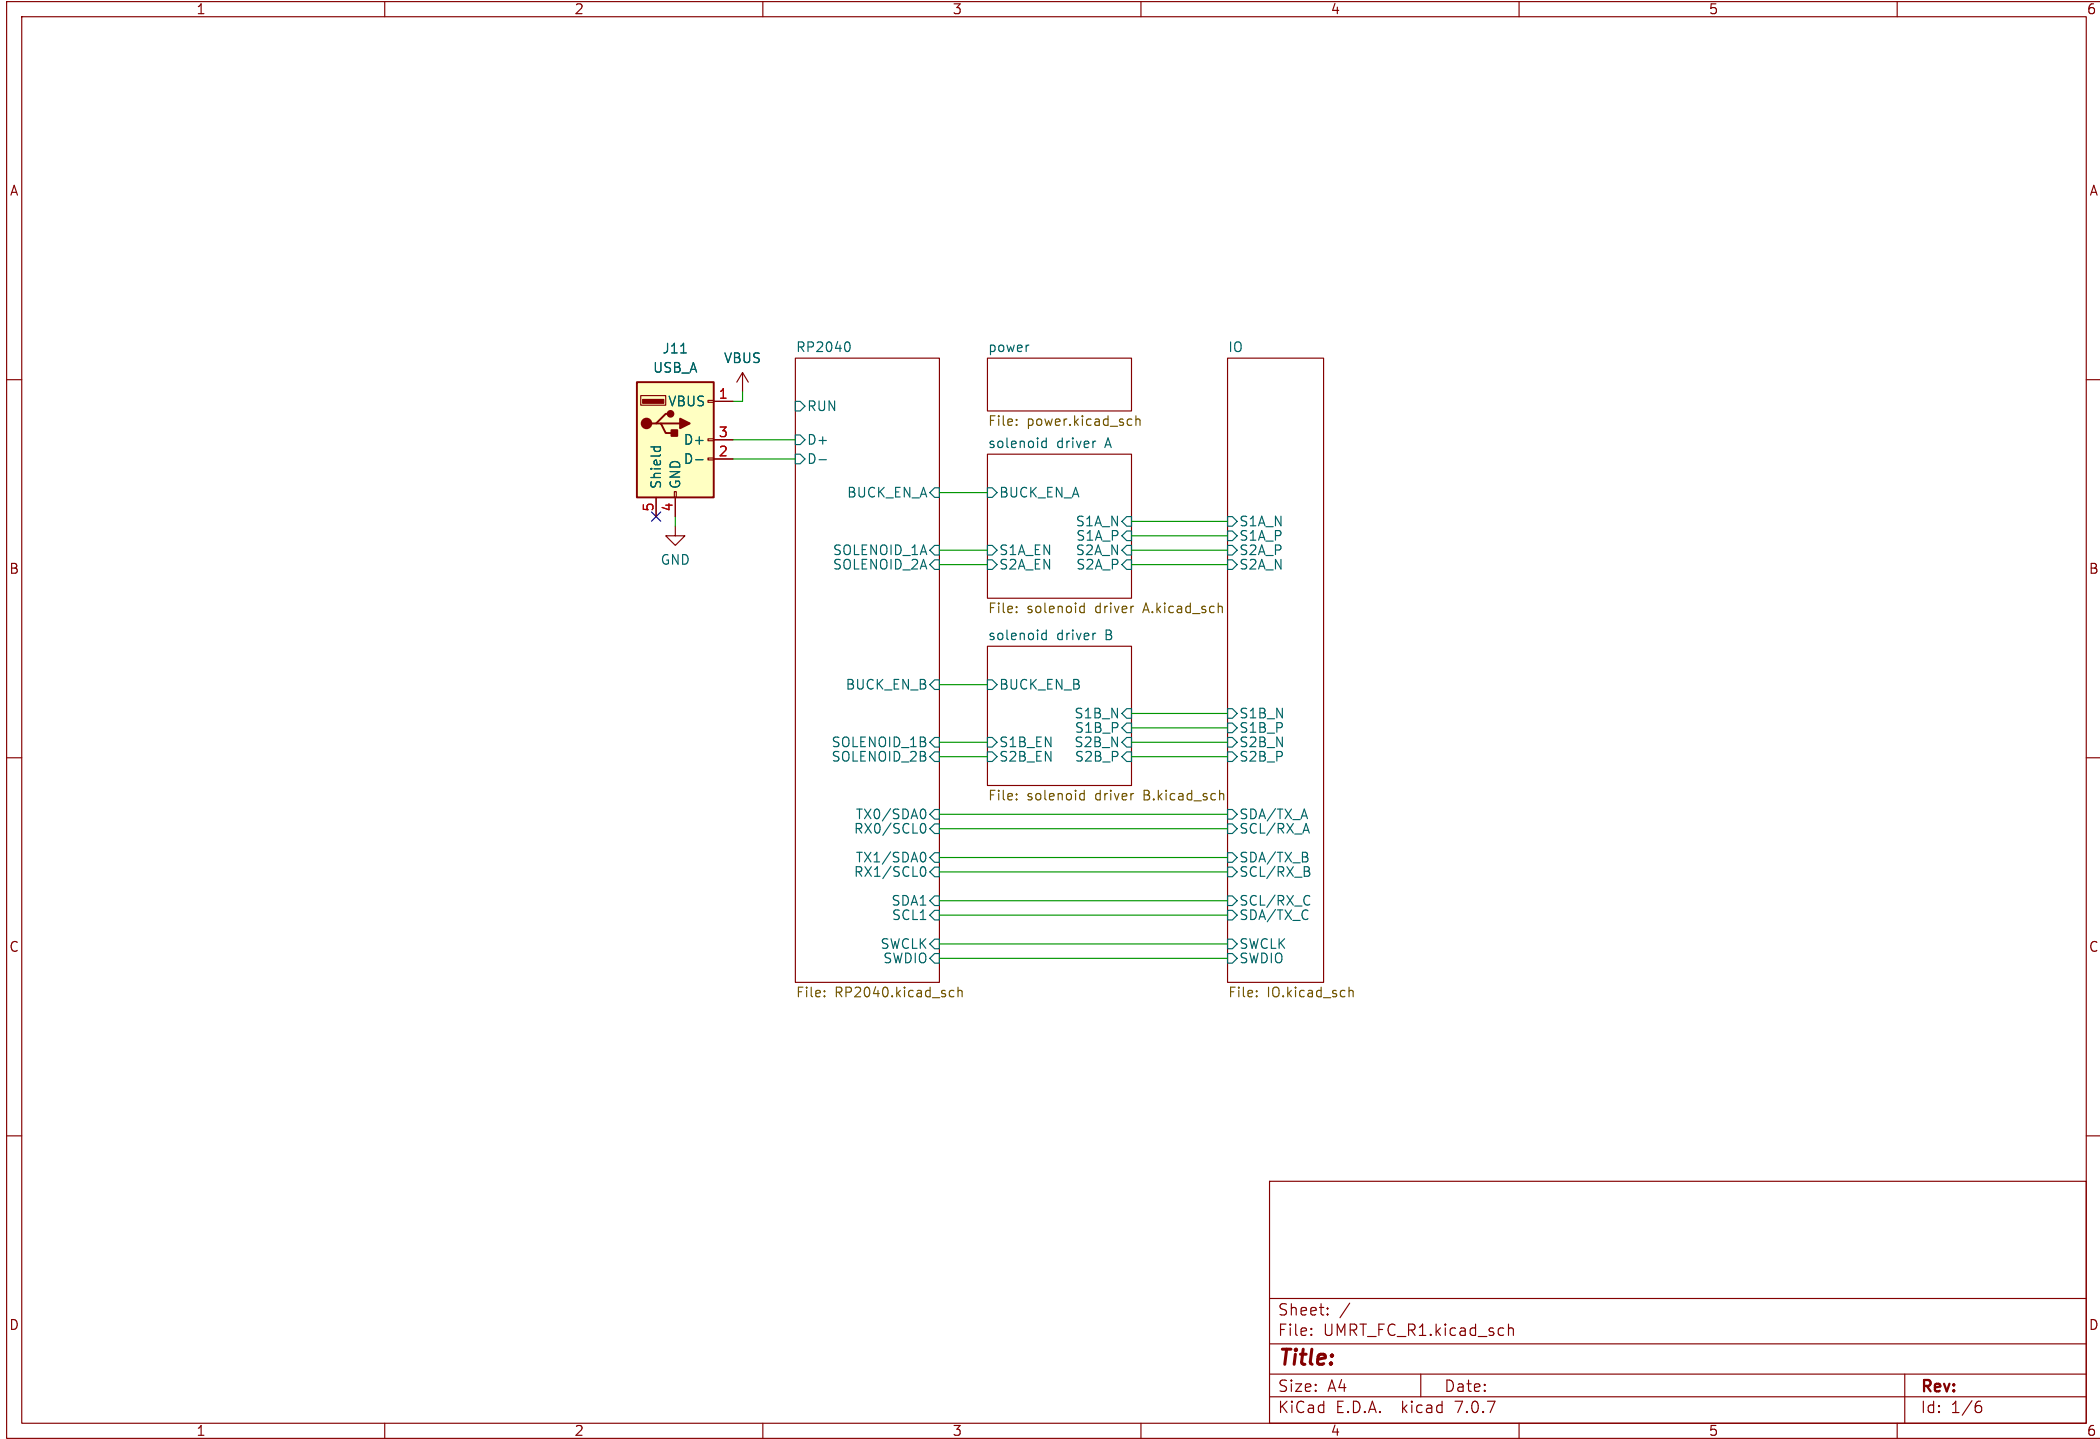 1 2 3 4 5 6
A A
B B
C C
D D
J11
USB_A
VBUS
VBUS
1
D+
3
D-
2
Shield
GND
5
4
GND
RP2040
RUN
D+
D-
BUCK_EN_A
SOLENOID_1A
SOLENOID_2A
BUCK_EN_B
SOLENOID_1B
SOLENOID_2B
TX0/SDA0
RX0/SCL0
TX1/SDA0
RX1/SCL0
SDA1
SCL1
SWCLK
SWDIO
File: RP2040.kicad_sch
power
File: power.kicad_sch
solenoid driver A
BUCK_EN_A
S1A_N
S1A_P
S1A_EN S2A_N
S2A_EN S2A_P
File: solenoid driver A.kicad_sch
solenoid driver B
BUCK_EN_B
S1B_N
S1B_P
S1B_EN S2B_N
S2B_EN S2B_P
File: solenoid driver B.kicad_sch
IO
S1A_N
S1A_P
S2A_P
S2A_N
S1B_N
S1B_P
S2B_N
S2B_P
SDA/TX_A
SCL/RX_A
SDA/TX_B
SCL/RX_B
SCL/RX_C
SDA/TX_C
SWCLK
SWDIO
File: IO.kicad_sch
Sheet: /
File: UMRT_FC_R1.kicad_sch
Title:
Size: A4 Date: Rev:
KiCad E.D.A. kicad 7.0.7 Id: 1/6
1 2 3 4 5 6